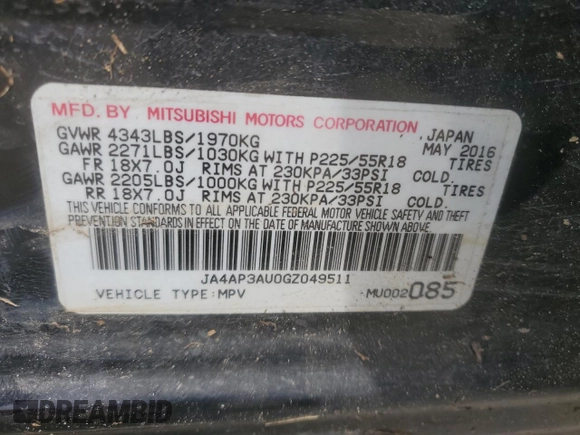 MFD. BY MITSUBISHI MOTORS CORPORATION
JAPAN
GVWR 4343LBS/1970KG MAY 2016
GAWR 2271LBS/1030KG WITH P225/55R18 TIRES
FR 18X7.0J RIMS AT 230KPA/33PSI COLD.
GAWR 2205LBS/1000KG WITH P225/55R18 TIRES
RR 18X7.0J RIMS AT 230KPA/33PSI COLD.
THIS VEHICLE CONFORMS TO ALL APPLICABLE FEDERAL MOTOR VEHICLE SAFETY AND THEFT
PREVENTION STANDARDS IN EFFECT ON THE DATE OF MANUFACTURE SHOWN ABOVE.
JA4AP3AU0GZ049511
VEHICLE TYPE:MPV MU002085
DREAMBID